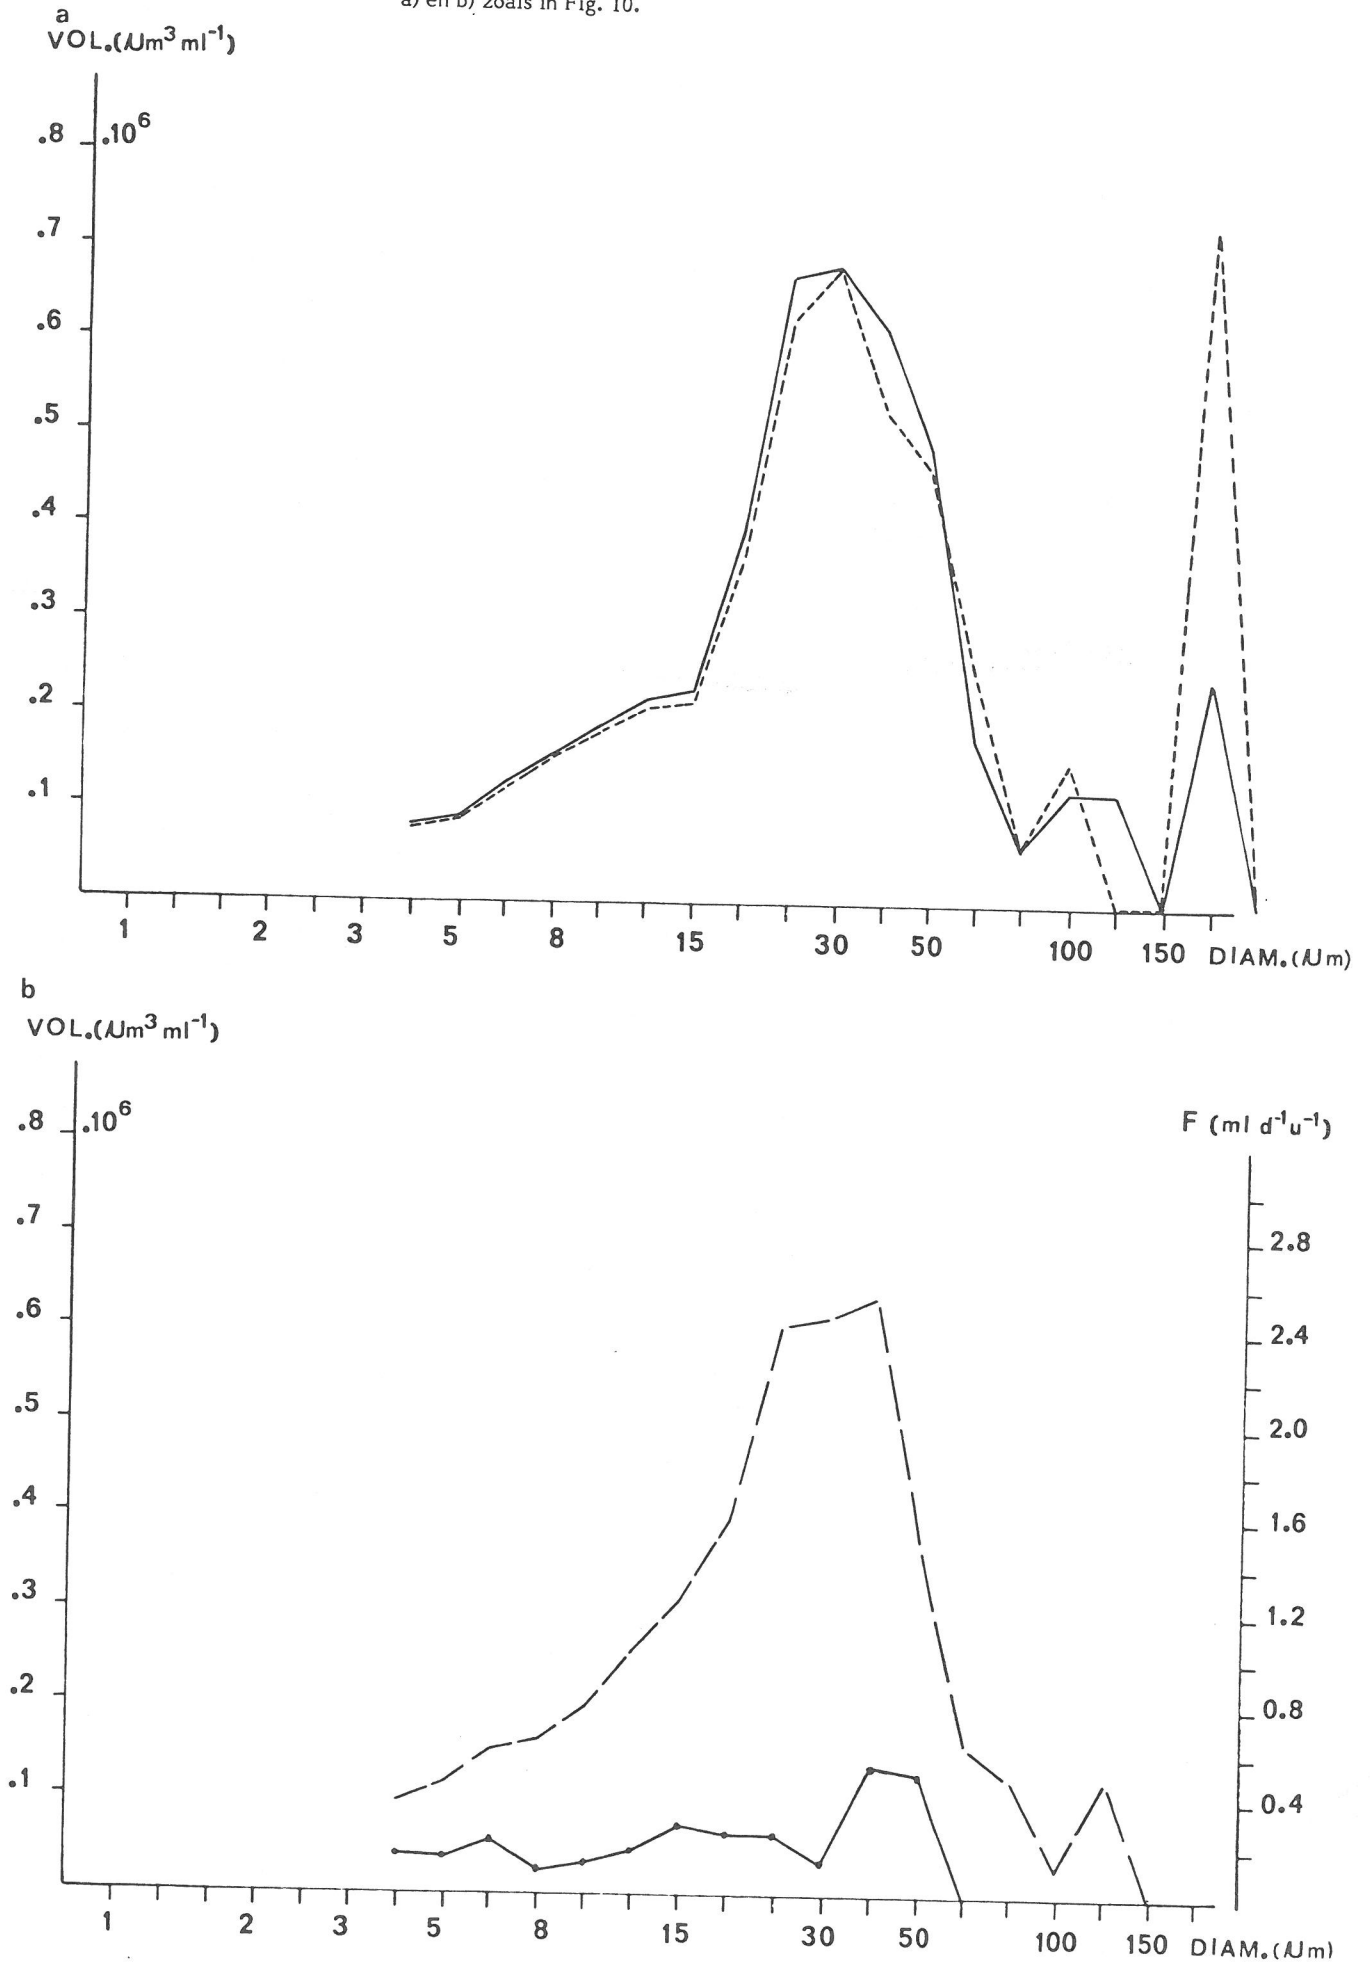 a) en b) zoals in Fig. 10.
a
VOL.(µm³ ml⁻¹)
.8 .10⁶
.7
.6
.5
.4
.3
.2
.1
1 2 3 5 8 15 30 50 100 150 DIAM.(µm)
b
VOL.(µm³ ml⁻¹)
.8 .10⁶
F (ml d⁻¹u⁻¹)
.7
2.8
.6
2.4
.5
2.0
.4
1.6
.3
1.2
.2
0.8
.1
0.4
1 2 3 5 8 15 30 50 100 150 DIAM.(µm)